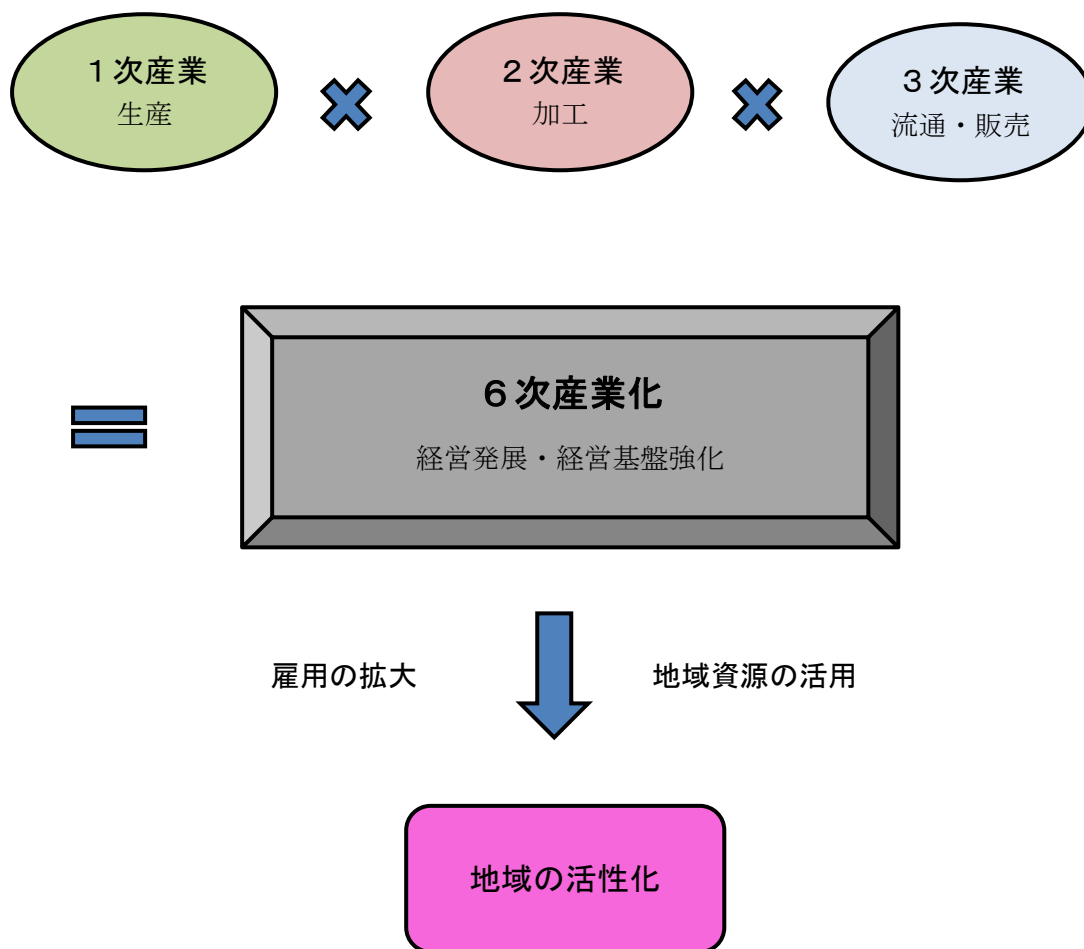 １次産業
生産
２次産業
加工
３次産業
流通・販売
６次産業化
経営発展・経営基盤強化
雇用の拡大
地域資源の活用
地域の活性化